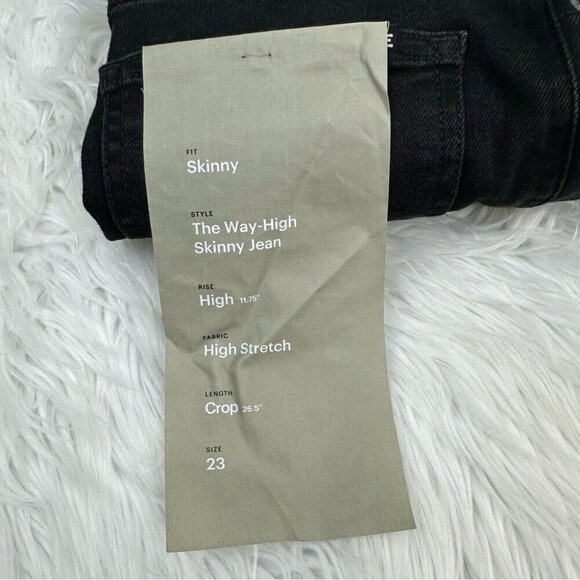 E
FIT
Skinny
STYLE
The Way-High
Skinny Jean
RISE
High 11.75"
FABRIC
High Stretch
LENGTH
Crop 26.5"
SIZE
23